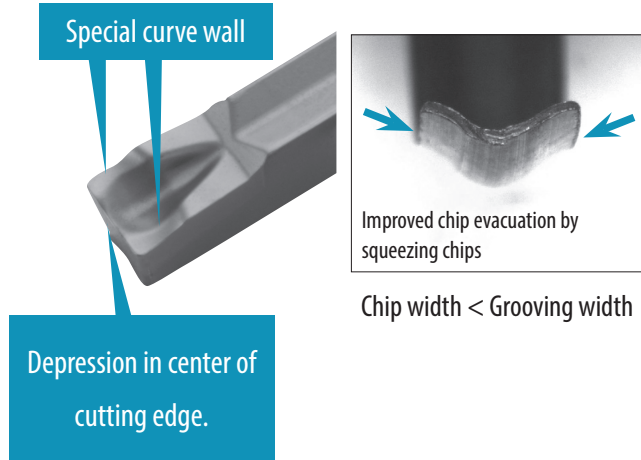 Special curve wall
Improved chip evacuation by
squeezing chips
Chip width < Grooving width
Depression in center of
cutting edge.